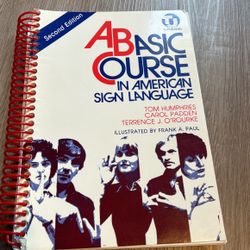 Second Edition
A BASIC
COURSE
IN AMERICAN
SIGN LANGUAGE
TOM HUMPHRIES
CAROL PADDEN
TERRENCE J. O'ROURKE
ILLUSTRATED BY FRANK A. PAUL